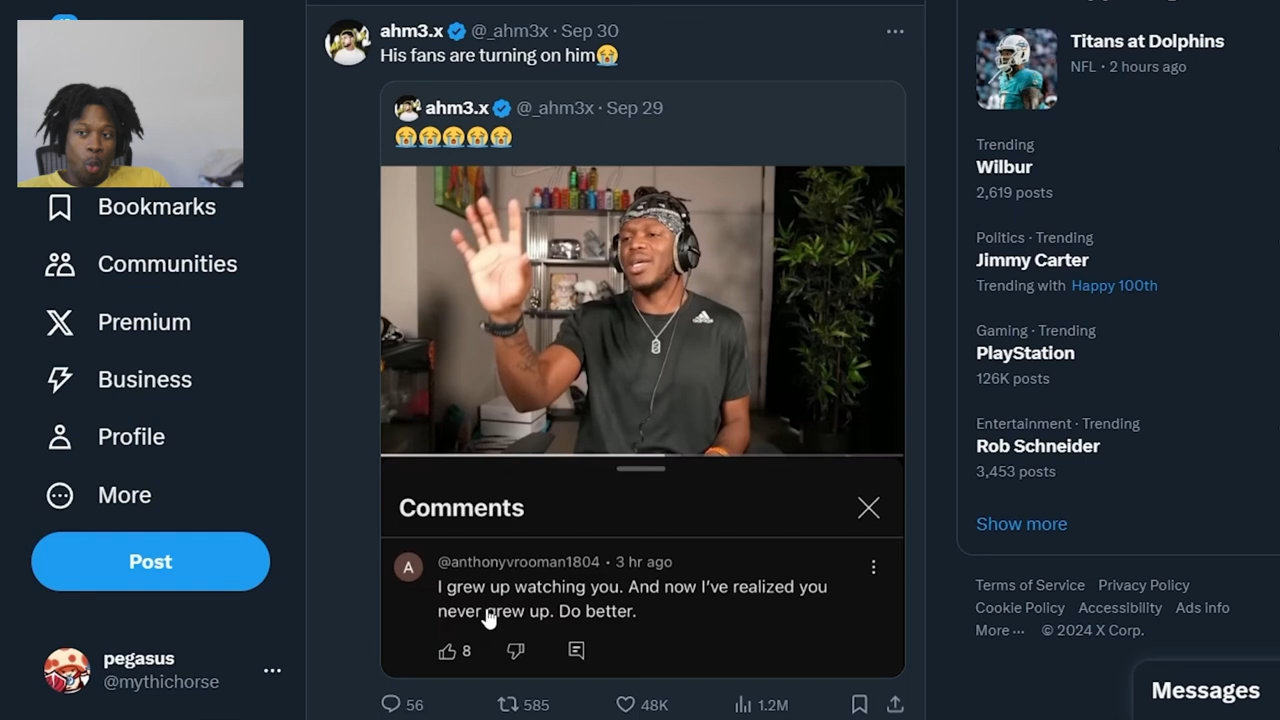 Bookmarks
Communities
Premium
Business
Profile
More
Post
pegasus
@mythichorse
ahm3.x @_ahm3x · Sep 30
His fans are turning on him😭
ahm3.x @_ahm3x · Sep 29
😭😭😭😭😭
Comments
A
@anthonyvrooman1804 • 3 hr ago
I grew up watching you. And now I've realized you
never grew up. Do better.
8
56
585
48K
1.2M
Titans at Dolphins
NFL · 2 hours ago
Trending
Wilbur
2,619 posts
Politics · Trending
Jimmy Carter
Trending with Happy 100th
Gaming · Trending
PlayStation
126K posts
Entertainment · Trending
Rob Schneider
3,453 posts
Show more
Terms of Service Privacy Policy
Cookie Policy Accessibility Ads info
More ··· © 2024 X Corp.
Messages